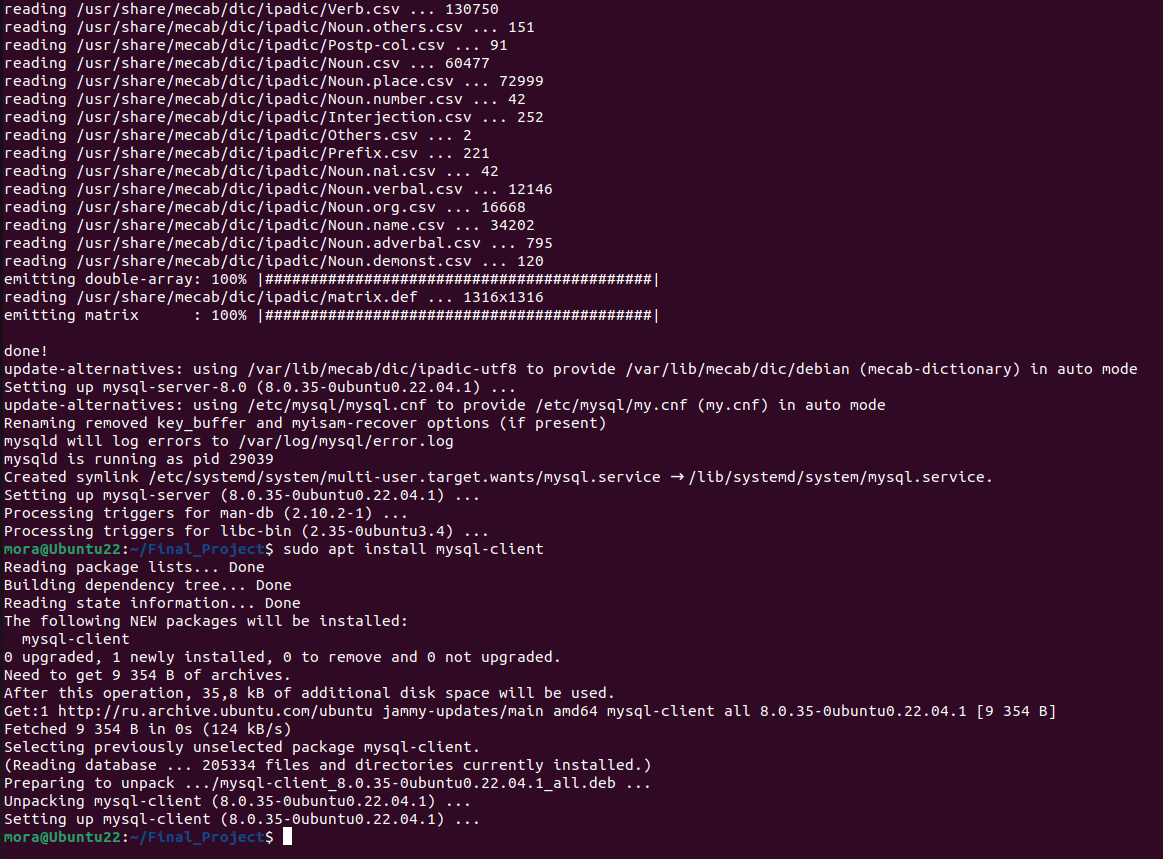 reading /usr/share/mecab/dic/ipadic/Verb.csv ... 130750
reading /usr/share/mecab/dic/ipadic/Noun.others.csv ... 151
reading /usr/share/mecab/dic/ipadic/Postp-col.csv ... 91
reading /usr/share/mecab/dic/ipadic/Noun.csv ... 60477
reading /usr/share/mecab/dic/ipadic/Noun.place.csv ... 72999
reading /usr/share/mecab/dic/ipadic/Noun.number.csv ... 42
reading /usr/share/mecab/dic/ipadic/Interjection.csv ... 252
reading /usr/share/mecab/dic/ipadic/Others.csv ... 2
reading /usr/share/mecab/dic/ipadic/Prefix.csv ... 221
reading /usr/share/mecab/dic/ipadic/Noun.nai.csv ... 42
reading /usr/share/mecab/dic/ipadic/Noun.verbal.csv ... 12146
reading /usr/share/mecab/dic/ipadic/Noun.org.csv ... 16668
reading /usr/share/mecab/dic/ipadic/Noun.name.csv ... 34202
reading /usr/share/mecab/dic/ipadic/Noun.adverbal.csv ... 795
reading /usr/share/mecab/dic/ipadic/Noun.demonst.csv ... 120
emitting double-array: 100% |###########################################|
reading /usr/share/mecab/dic/ipadic/matrix.def ... 1316x1316
emitting matrix      : 100% |###########################################|
done!
update-alternatives: using /var/lib/mecab/dic/ipadic-utf8 to provide /var/lib/mecab/dic/debian (mecab-dictionary) in auto mode
Setting up mysql-server-8.0 (8.0.35-0ubuntu0.22.04.1) ...
update-alternatives: using /etc/mysql/mysql.cnf to provide /etc/mysql/my.cnf (my.cnf) in auto mode
Renaming removed key_buffer and myisam-recover options (if present)
mysqld will log errors to /var/log/mysql/error.log
mysqld is running as pid 29039
Created symlink /etc/systemd/system/multi-user.target.wants/mysql.service → /lib/systemd/system/mysql.service.
Setting up mysql-server (8.0.35-0ubuntu0.22.04.1) ...
Processing triggers for man-db (2.10.2-1) ...
Processing triggers for libc-bin (2.35-0ubuntu3.4) ...
mora@Ubuntu22:~/Final_Project$ sudo apt install mysql-client
Reading package lists... Done
Building dependency tree... Done
Reading state information... Done
The following NEW packages will be installed:
  mysql-client
0 upgraded, 1 newly installed, 0 to remove and 0 not upgraded.
Need to get 9 354 B of archives.
After this operation, 35,8 kB of additional disk space will be used.
Get:1 http://ru.archive.ubuntu.com/ubuntu jammy-updates/main amd64 mysql-client all 8.0.35-0ubuntu0.22.04.1 [9 354 B]
Fetched 9 354 B in 0s (124 kB/s)
Selecting previously unselected package mysql-client.
(Reading database ... 205334 files and directories currently installed.)
Preparing to unpack .../mysql-client_8.0.35-0ubuntu0.22.04.1_all.deb ...
Unpacking mysql-client (8.0.35-0ubuntu0.22.04.1) ...
Setting up mysql-client (8.0.35-0ubuntu0.22.04.1) ...
mora@Ubuntu22:~/Final_Project$